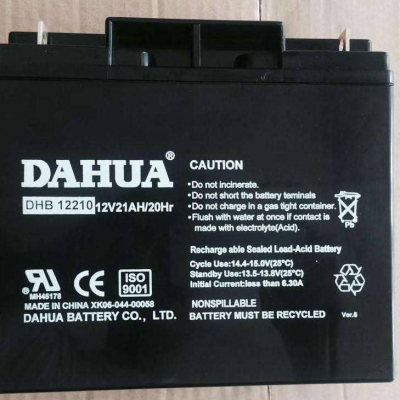 DAHUA®
DHB 12210 12V21AH/20Hr
CAUTION
•Do not incinerate.
•Do not short the battery teminals
•Do not charge in a gas tight container.
•Flush with water at once if contact is
made with electrolyte(Acid).
Pb
Recharge able Sealed Lead-Acid Battery
Cycle Use: 14.4-15.0V(25°C)
Standby Use:13.5-13.8V(25°C)
Initial Current:less than 6.30A
NONSPILLABLE
BATTERY MUST BE RECYCLED
Ver.8
MH45178
CE
ISO
9001
MADE IN CHINA XK06-044-00058
DAHUA BATTERY CO., LTD.